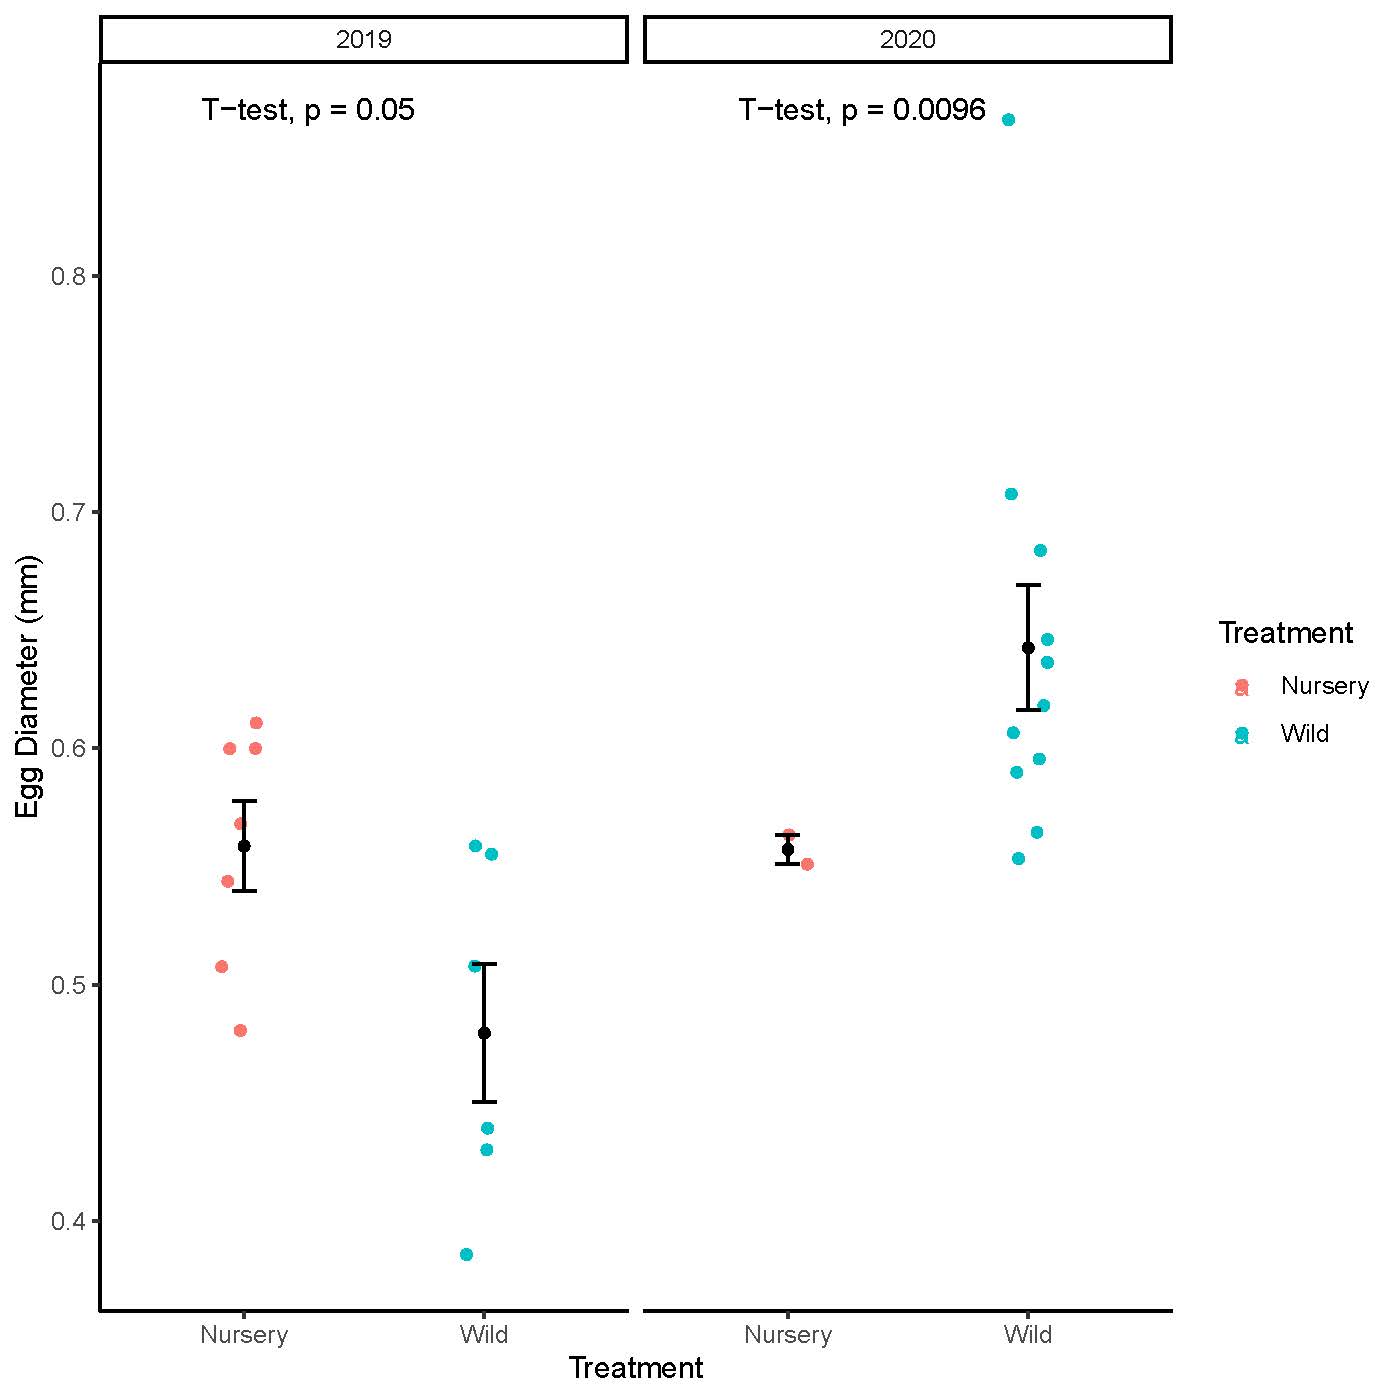 2019
2020
T−test, p = 0.05
T−test, p = 0.0096
0.8
0.7
0.6
0.5
0.4
Egg Diameter (mm)
Nursery
Wild
Nursery
Wild
Treatment
Treatment
a Nursery
a Wild